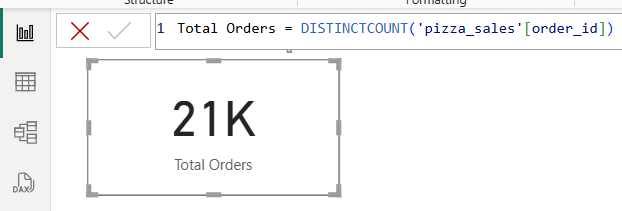 Structure Formatting
1 Total Orders = DISTINCTCOUNT('pizza_sales'[order_id])
21K
Total Orders
DAX